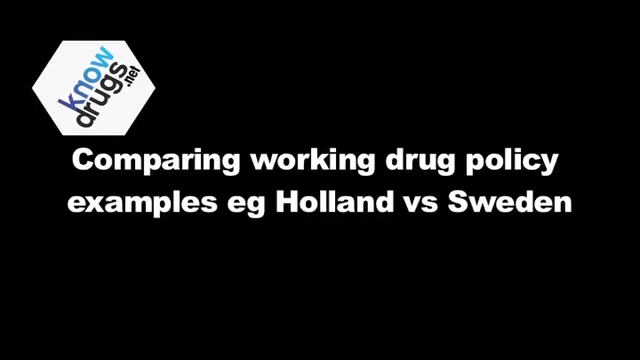 know
drugs.net
Comparing working drug policy
examples eg Holland vs Sweden